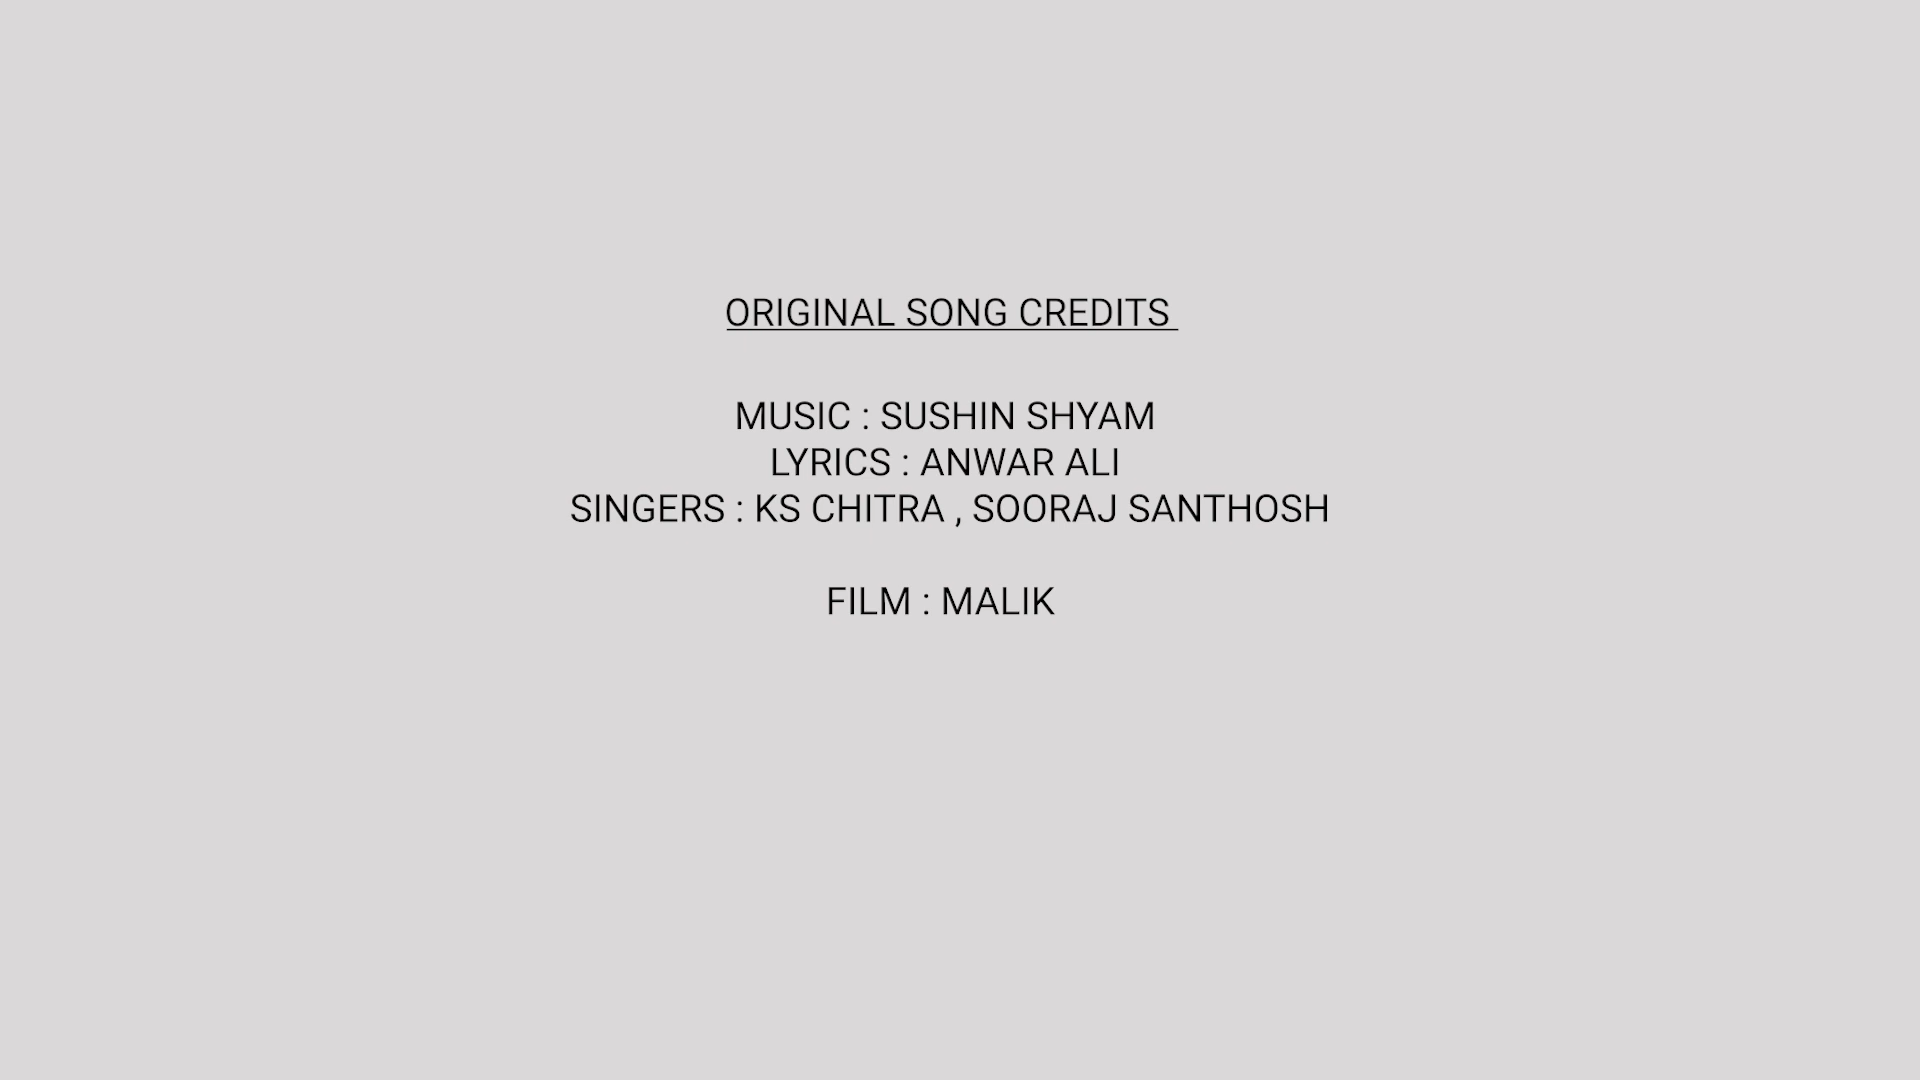 ORIGINAL SONG CREDITS
MUSIC : SUSHIN SHYAM
LYRICS : ANWAR ALI
SINGERS : KS CHITRA , SOORAJ SANTHOSH
FILM : MALIK